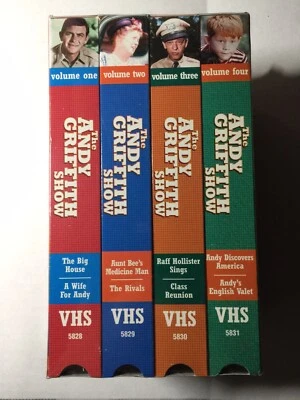 volume one
The
ANDY
GRIFFITH
SHOW
The Big
House
A Wife
For Andy
VHS
5828
volume two
The
ANDY
GRIFFITH
SHOW
Aunt Bee's
Medicine Man
The Rivals
VHS
5829
volume three
The
ANDY
GRIFFITH
SHOW
Raff Hollister
Sings
Class
Reunion
VHS
5830
volume four
The
ANDY
GRIFFITH
SHOW
Andy Discovers
America
Andy's
English Valet
VHS
5831